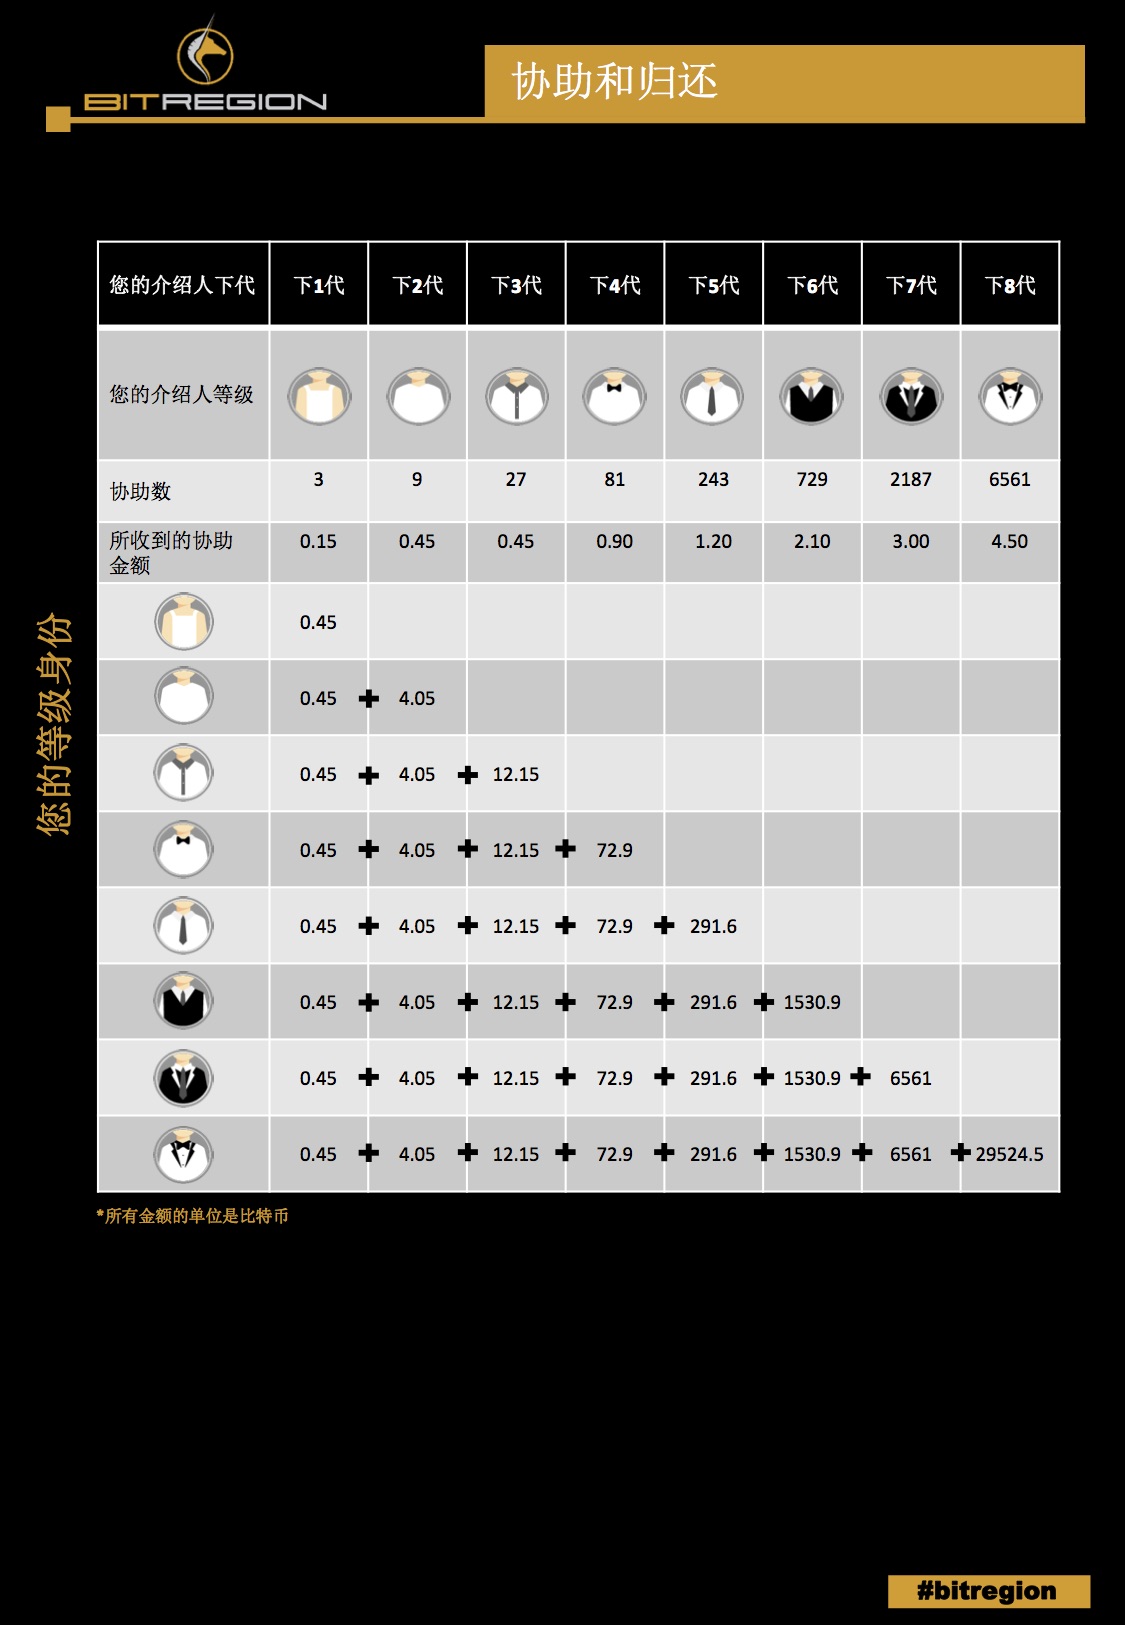 BITREGION
协助和归还
您的介绍人下代 下1代 下2代 下3代 下4代 下5代 下6代 下7代 下8代
您的介绍人等级
协助数 3 9 27 81 243 729 2187 6561
所收到的协助 0.15 0.45 0.45 0.90 1.20 2.10 3.00 4.50
金额
您的等级身份
0.45
0.45 + 4.05
0.45 + 4.05 + 12.15
0.45 + 4.05 + 12.15 + 72.9
0.45 + 4.05 + 12.15 + 72.9 + 291.6
0.45 + 4.05 + 12.15 + 72.9 + 291.6 + 1530.9
0.45 + 4.05 + 12.15 + 72.9 + 291.6 + 1530.9 + 6561
0.45 + 4.05 + 12.15 + 72.9 + 291.6 + 1530.9 + 6561 + 29524.5
*所有金额的单位是比特币
#bitregion